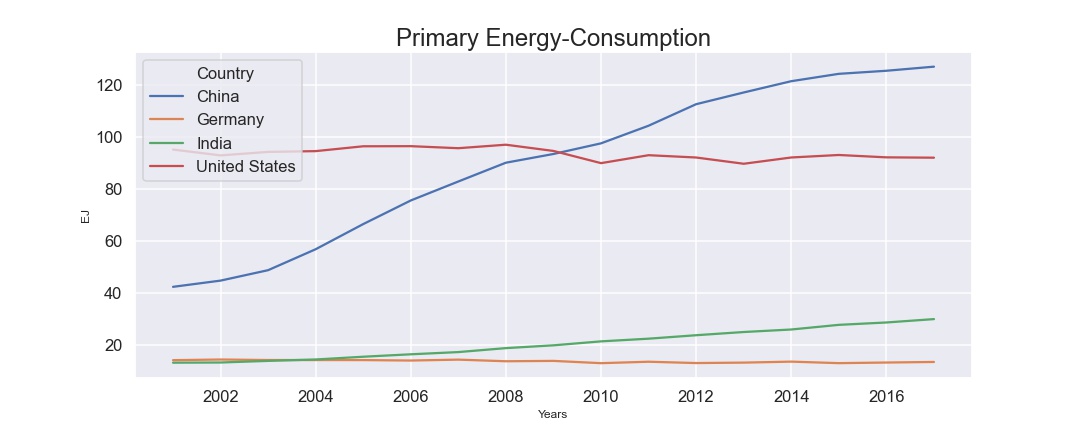 Primary Energy-Consumption
Country
China
Germany
India
United States
120
100
80
60
40
20
EJ
2002 2004 2006 2008 2010 2012 2014 2016
Years